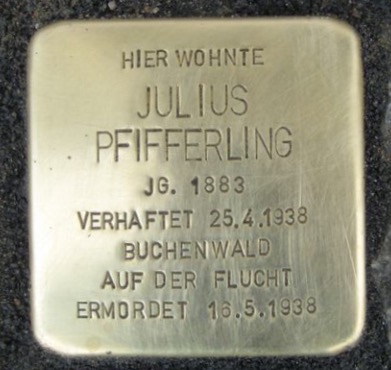 HIER WOHNTE
JULIUS
PFIFFERLING
JG. 1883
VERHAFTET 25.4.1938
BUCHENWALD
AUF DER FLUCHT
ERMORDET 16.5.1938